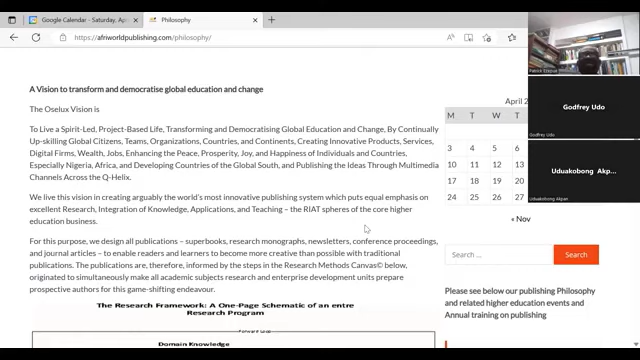 Google Calendar - Saturday, Ap
Philosophy
https://afriworldpublishing.com/philosophy/
A Vision to transform and democratise global education and change
The Oselux Vision is
To Live a Spirit-Led, Project-Based Life, Transforming and Democratising Global Education and Change, By Continually
Up-skilling Global Citizens, Teams, Organizations, Countries, and Continents, Creating Innovative Products, Services,
Digital Firms, Wealth, Jobs, Enhancing the Peace, Prosperity, Joy, and Happiness of Individuals and Countries,
Especially Nigeria, Africa, and Developing Countries of the Global South, and Publishing the Ideas Through Multimedia
Channels Across the Q-Helix.
We live this vision in creating arguably the world's most innovative publishing system which puts equal emphasis on
excellent Research, Integration of Knowledge, Applications, and Teaching – the RIAT spheres of the core higher
education business.
For this purpose, we design all publications – superbooks, research monographs, newsletters, conference proceedings,
and journal articles – to enable readers and learners to become more creative than possible with traditional
publications. The publications are, therefore, informed by the steps in the Research Methods Canvas© below,
originated to simultaneously make all academic subjects research and enterprise development units prepare
prospective authors for this game-shifting endeavour.
The Research Framework: A One-Page Schematic of an entre
Research Program
Forward Loop
Domain Knowledge
April 2
M T W T
3 4 5 6
10 11 12 13
17 18 19 20
24 25 26 27
« Nov
Search ...
Search
Please see below our publishing Philosophy
and related higher education events and
Annual training on publishing
Godfrey Udo
Godfrey Udo
Uduakobong Akp...
Uduakobong Akpan